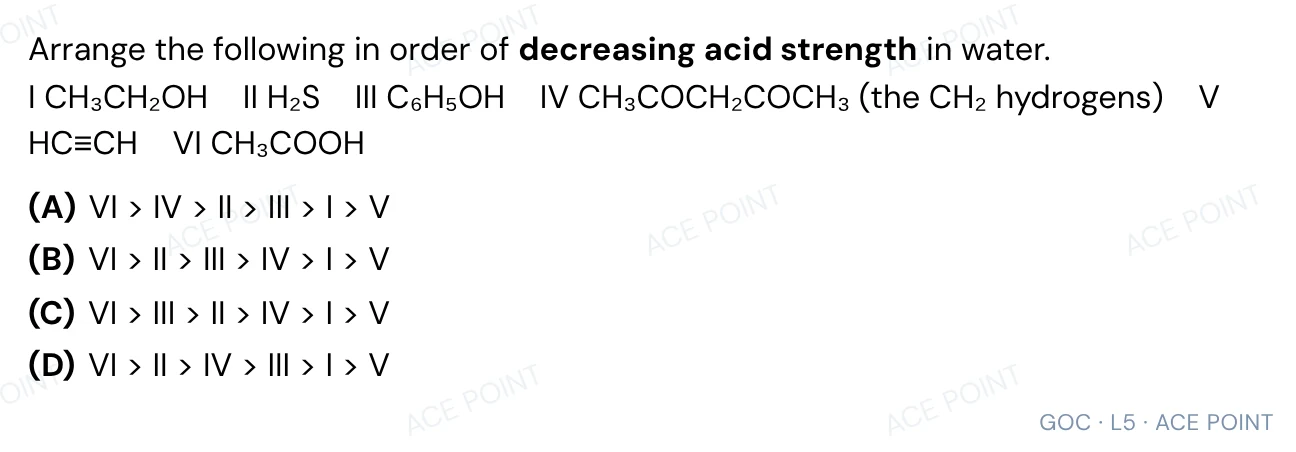 Arrange the following in order of decreasing acid strength in water.
I CH₃CH₂OH II H₂S III C₆H₅OH IV CH₃COCH₂COCH₃ (the CH₂ hydrogens) V
HC≡CH VI CH₃COOH
(A) VI > IV > II > III > I > V
(B) VI > II > III > IV > I > V
(C) VI > III > II > IV > I > V
(D) VI > II > IV > III > I > V
GOC · L5 · ACE POINT
ACE POINT